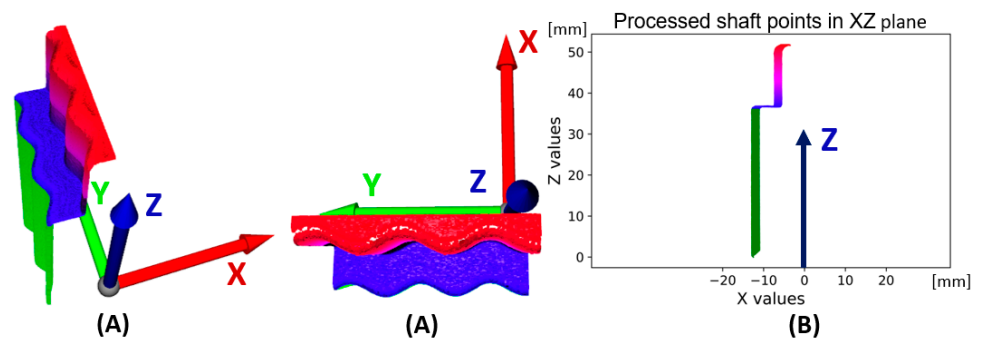 X
Y
Z
X
(A)
X
Y
Z
(A)
Processed shaft points in XZ plane
[mm]
50
40
30
20
10
0
Z values
Z
−20 −10 0 10 20
[mm]
X values
(B)